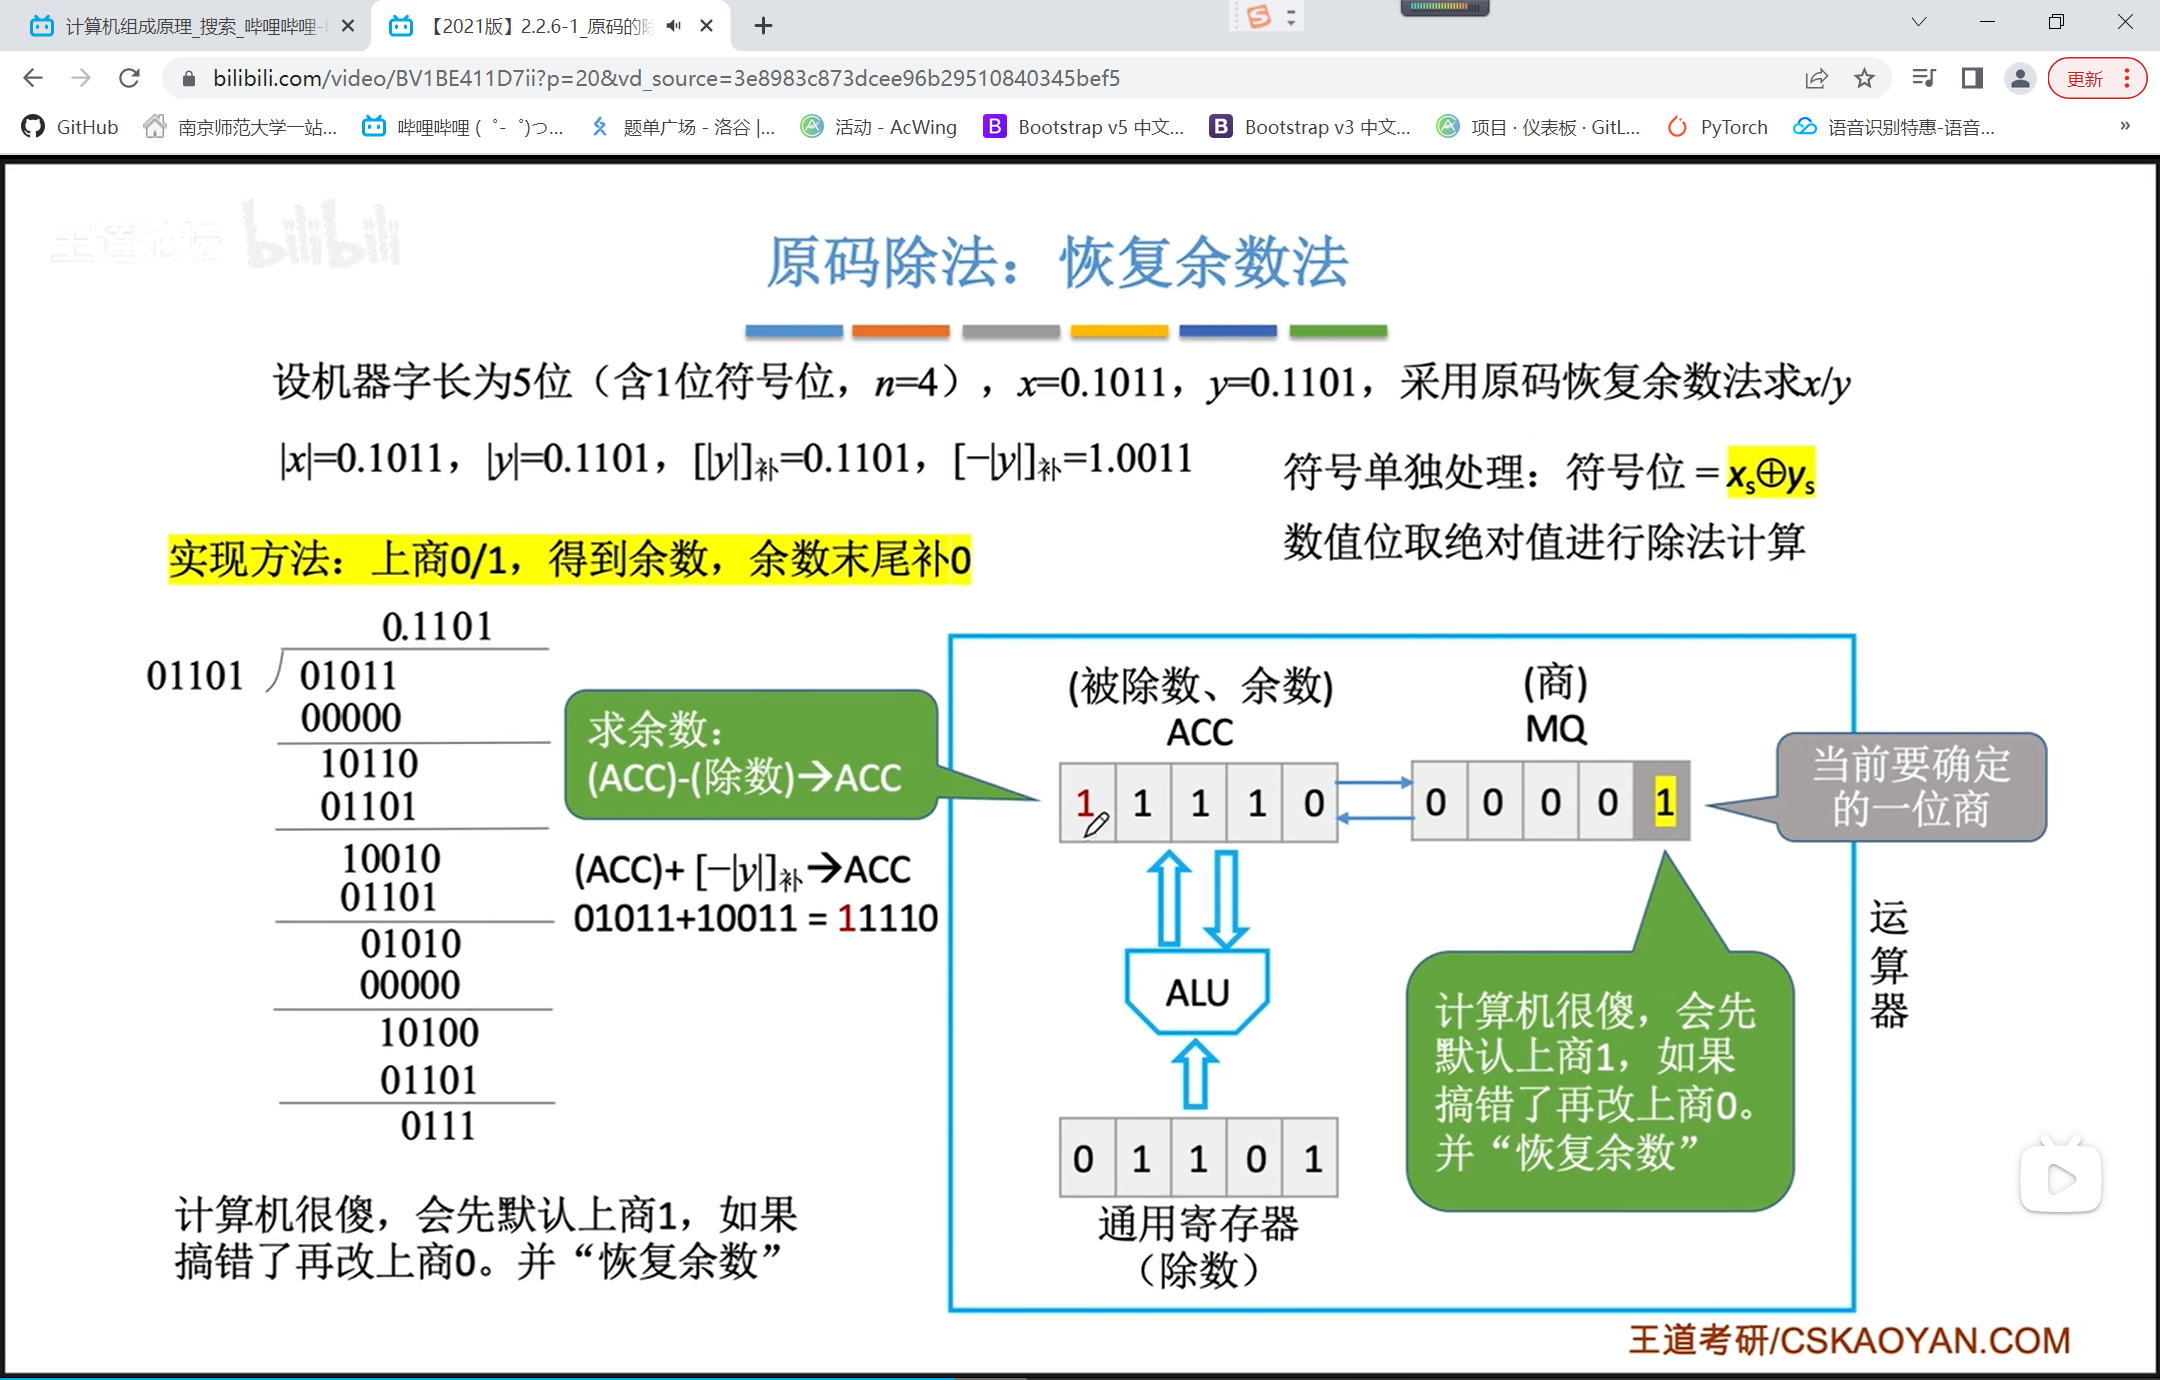 计算机组成原理_搜索_哔哩哔哩-
【2021版】2.2.6-1_原码的除
bilibili.com/video/BV1BE411D7ii?p=20&vd_source=3e8983c873dcee96b29510840345bef5
更新
GitHub
南京师范大学一站...
哔哩哔哩 (゜-゜)つ...
题单广场 - 洛谷 |...
活动 - AcWing
Bootstrap v5 中文...
Bootstrap v3 中文...
项目 · 仪表板 · GitL...
PyTorch
语音识别特惠-语音...
»
王道论坛 bilibili
原码除法：恢复余数法
设机器字长为5位（含1位符号位，n=4），x=0.1011，y=0.1101，采用原码恢复余数法求x/y
|x|=0.1011，|y|=0.1101，[|y|]补=0.1101，[−|y|]补=1.0011
符号单独处理：符号位 = xs⊕ys
数值位取绝对值进行除法计算
实现方法：上商0/1，得到余数，余数末尾补0
0.1101
01101
01011
00000
10110
01101
10010
01101
01010
00000
10100
01101
0111
求余数：
(ACC)-(除数)→ACC
(ACC)+ [−|y|]补→ACC
01011+10011 = 11110
(被除数、余数)
ACC
1 1 1 1 0
(商)
MQ
0 0 0 0 1
当前要确定
的一位商
ALU
0 1 1 0 1
通用寄存器
（除数）
计算机很傻，会先
默认上商1，如果
搞错了再改上商0。
并“恢复余数”
运
算
器
计算机很傻，会先默认上商1，如果
搞错了再改上商0。并“恢复余数”
王道考研/CSKAOYAN.COM